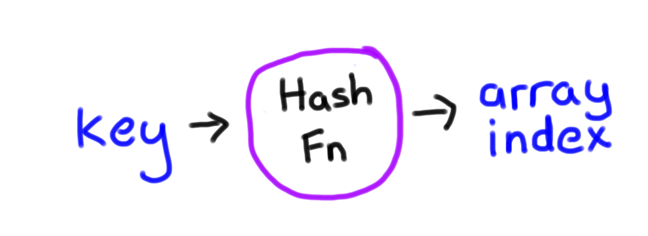 key → Hash Fn → array index